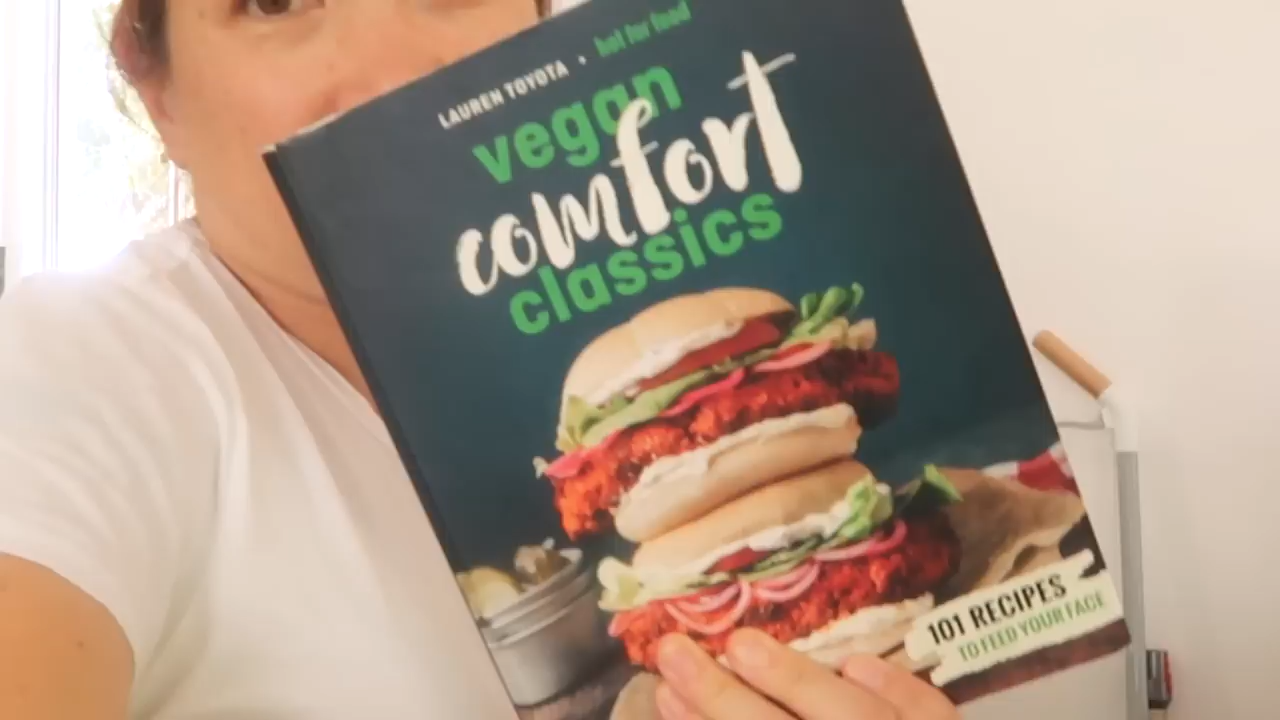 LAUREN TOYOTA • hot for food
vegan
comfort
classics
101 RECIPES
TO FEED YOUR FACE